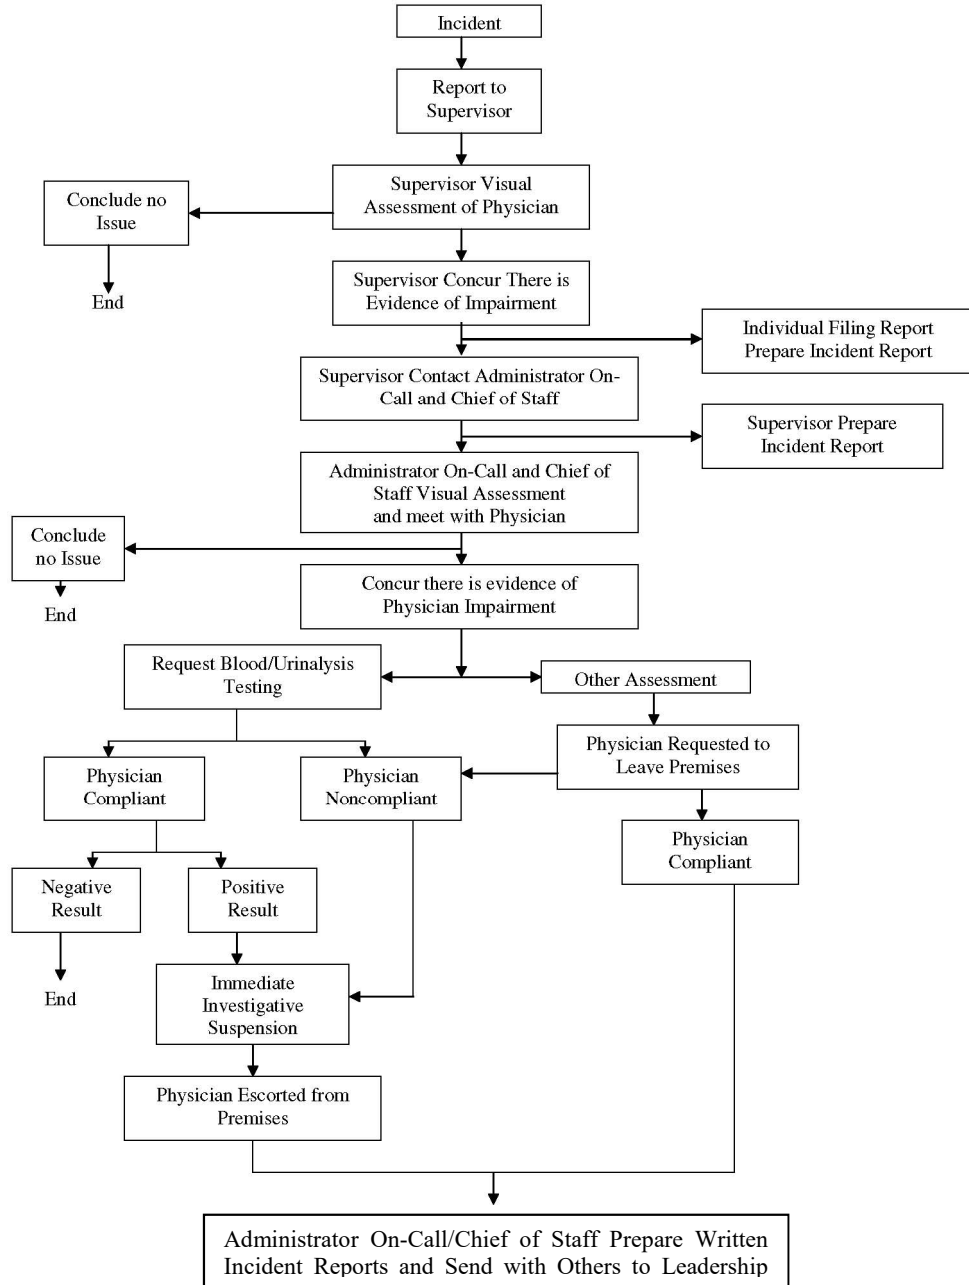 Incident
Report to
Supervisor
Supervisor Visual
Assessment of Physician
Conclude no
Issue
End
Supervisor Concur There is
Evidence of Impairment
Individual Filing Report
Prepare Incident Report
Supervisor Contact Administrator On-
Call and Chief of Staff
Supervisor Prepare
Incident Report
Administrator On-Call and Chief of
Staff Visual Assessment
and meet with Physician
Conclude
no Issue
End
Concur there is evidence of
Physician Impairment
Request Blood/Urinalysis
Testing
Other Assessment
Physician Requested to
Leave Premises
Physician
Compliant
Physician
Noncompliant
Physician
Compliant
Negative
Result
Positive
Result
End
Immediate
Investigative
Suspension
Physician Escorted from
Premises
Administrator On-Call/Chief of Staff Prepare Written
Incident Reports and Send with Others to Leadership